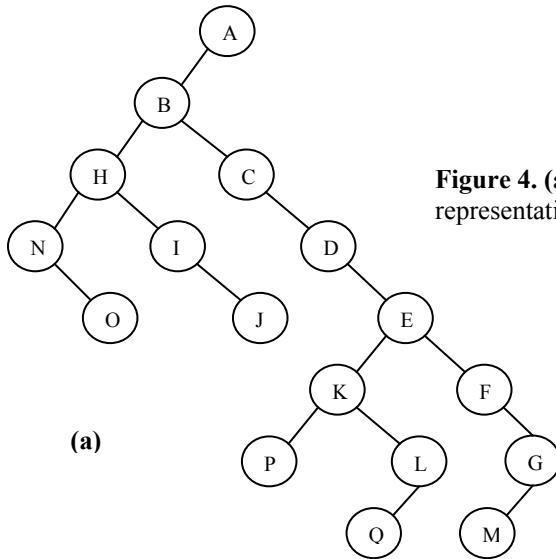 A
B
H C
Figure 4. (a
representati
N I D
O J E
K F
(a)
P L G
Q M